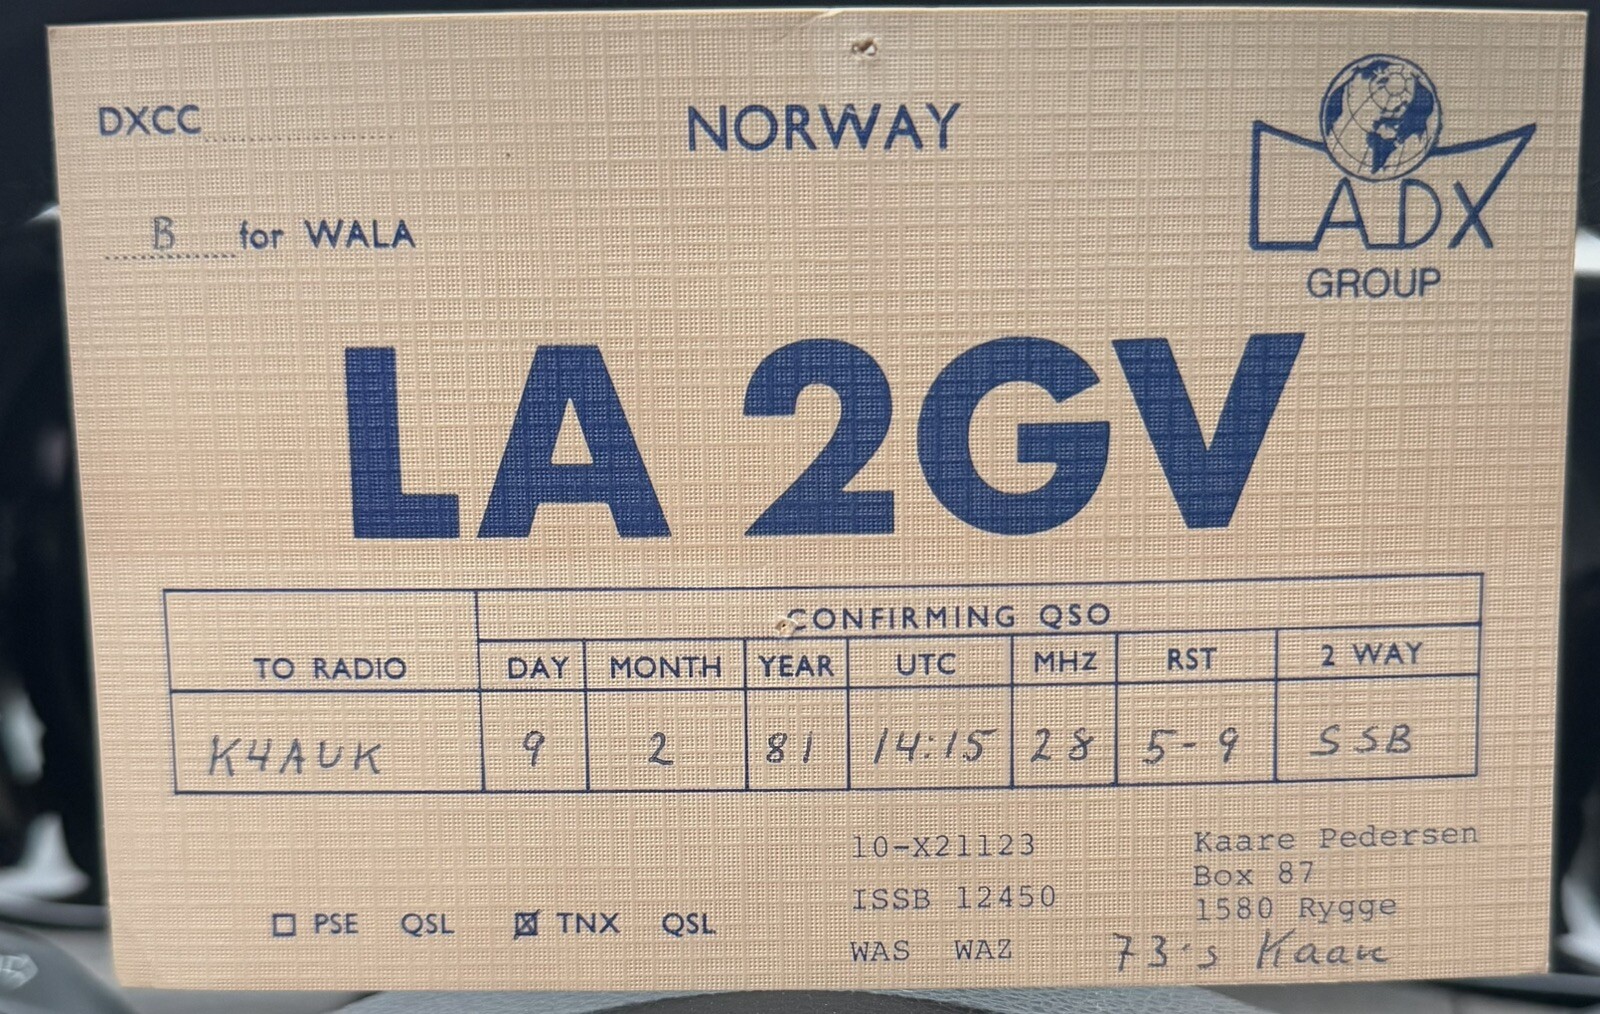 DXCC
NORWAY
LADX
GROUP
B for WALA
LA 2GV
CONFIRMING QSO
TO RADIO DAY MONTH YEAR UTC MHZ RST 2 WAY
K4AUK 9 2 81 14:15 28 5-9 SSB
10-X21123
ISSB 12450
WAS WAZ
Kaare Pedersen
Box 87
1580 Rygge
☐ PSE QSL ☒ TNX QSL
73's Kaare